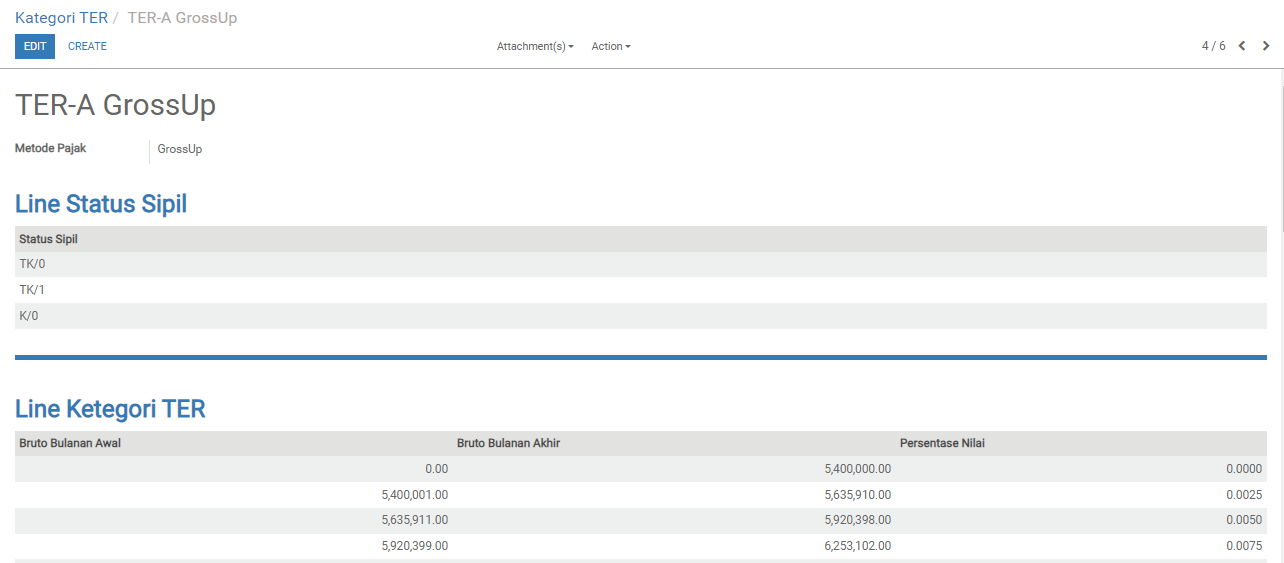 Kategori TER / TER-A GrossUp
EDIT CREATE Attachment(s) Action 4 / 6
TER-A GrossUp
Metode Pajak GrossUp
Line Status Sipil
Status Sipil
TK/0
TK/1
K/0
Line Ketegori TER
Bruto Bulanan Awal Bruto Bulanan Akhir Persentase Nilai
0.00 5,400,000.00 0.0000
5,400,001.00 5,635,910.00 0.0025
5,635,911.00 5,920,398.00 0.0050
5,920,399.00 6,253,102.00 0.0075